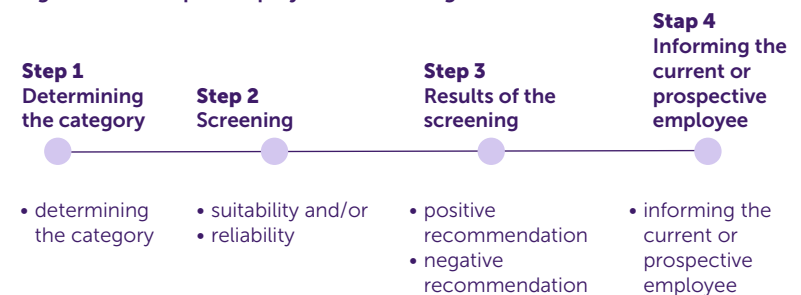 Step 1
Determining
the category
Step 2
Screening
Step 3
Results of the
screening
Stap 4
Informing the
current or
prospective
employee
• determining
the category
• suitability and/or
• reliability
• positive
recommendation
• negative
recommendation
• informing the
current or
prospective
employee